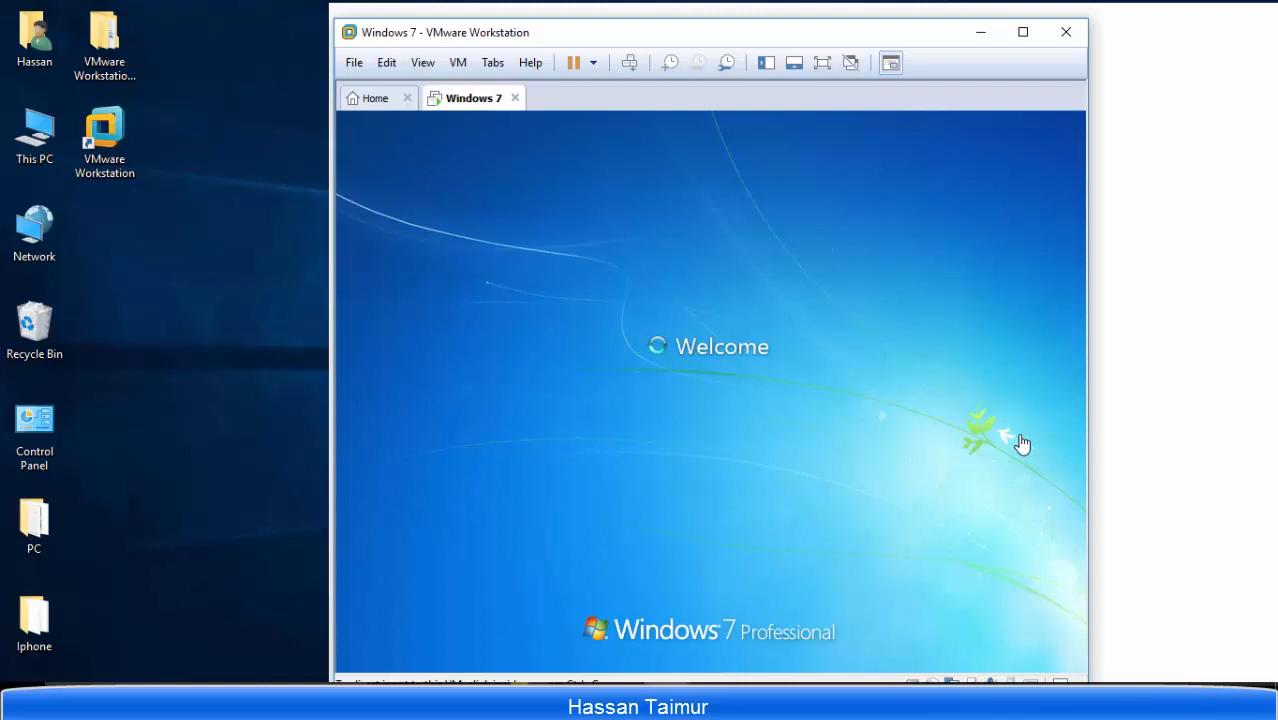 Hassan
VMware
Workstatio...
This PC
VMware
Workstation
Network
Recycle Bin
Control
Panel
PC
Iphone
Windows 7 - VMware Workstation
File Edit View VM Tabs Help
Home Windows 7
Welcome
Windows 7 Professional
Hassan Taimur